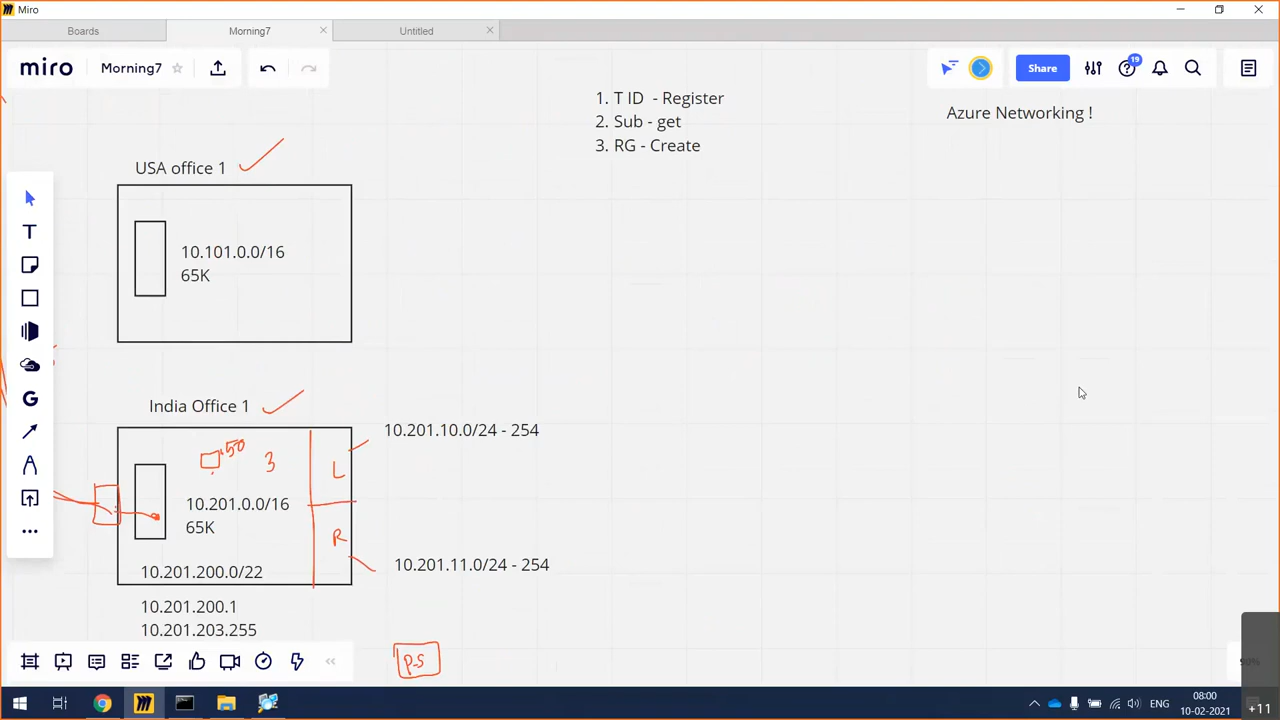 Miro
Boards
Morning7
Untitled
miro
Morning7
Share
19
1. T ID - Register
2. Sub - get
3. RG - Create
Azure Networking !
USA office 1
10.101.0.0/16
65K
India Office 1
10.201.10.0/24 - 254
50
3
L
10.201.0.0/16
65K
R
10.201.11.0/24 - 254
10.201.200.0/22
10.201.200.1
10.201.203.255
P-S
T
G
90%
ENG
08:00
10-02-2021
+11